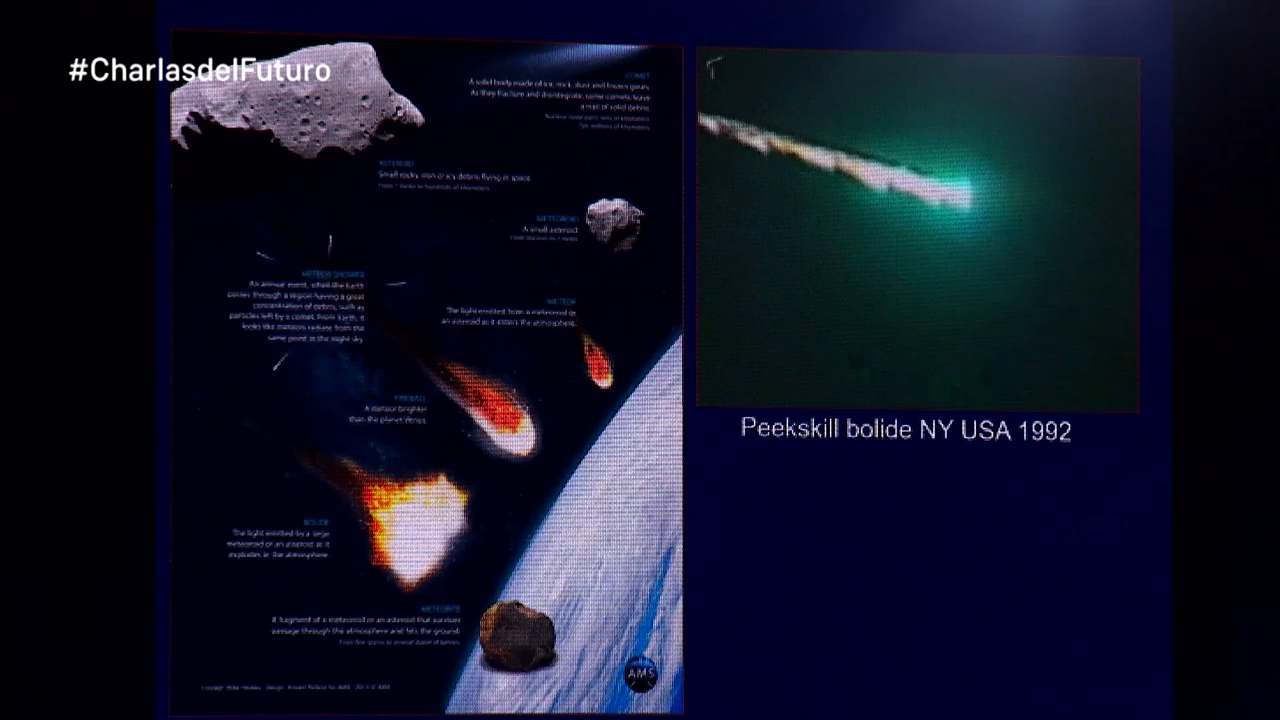 #CharlasdelFuturo
COMET
A solid body made of ice, rock, dust and frozen gases.
As they fracture and disintegrate, some comets leave
a trail of solid debris.
ASTEROID
Small rocky, iron or icy debris flying in space.
METEOROID
A small asteroid
METEOR SHOWER
An annual event, when the Earth
passes through a region having a great
concentration of debris, such as
particles left by a comet. From Earth, it
looks like meteors radiate from the
same point in the night sky.
METEOR
The light emitted from a meteoroid or
an asteroid as it enters the atmosphere.
FIREBALL
A meteor brighter
than the planet Venus.
BOLIDE
The light emitted by a large
meteoroid or an asteroid as it
explodes in the atmosphere.
METEORITE
A fragment of a meteoroid or an asteroid that survives
passage through the atmosphere and hits the ground.
AMS
Peekskill bolide NY USA 1992